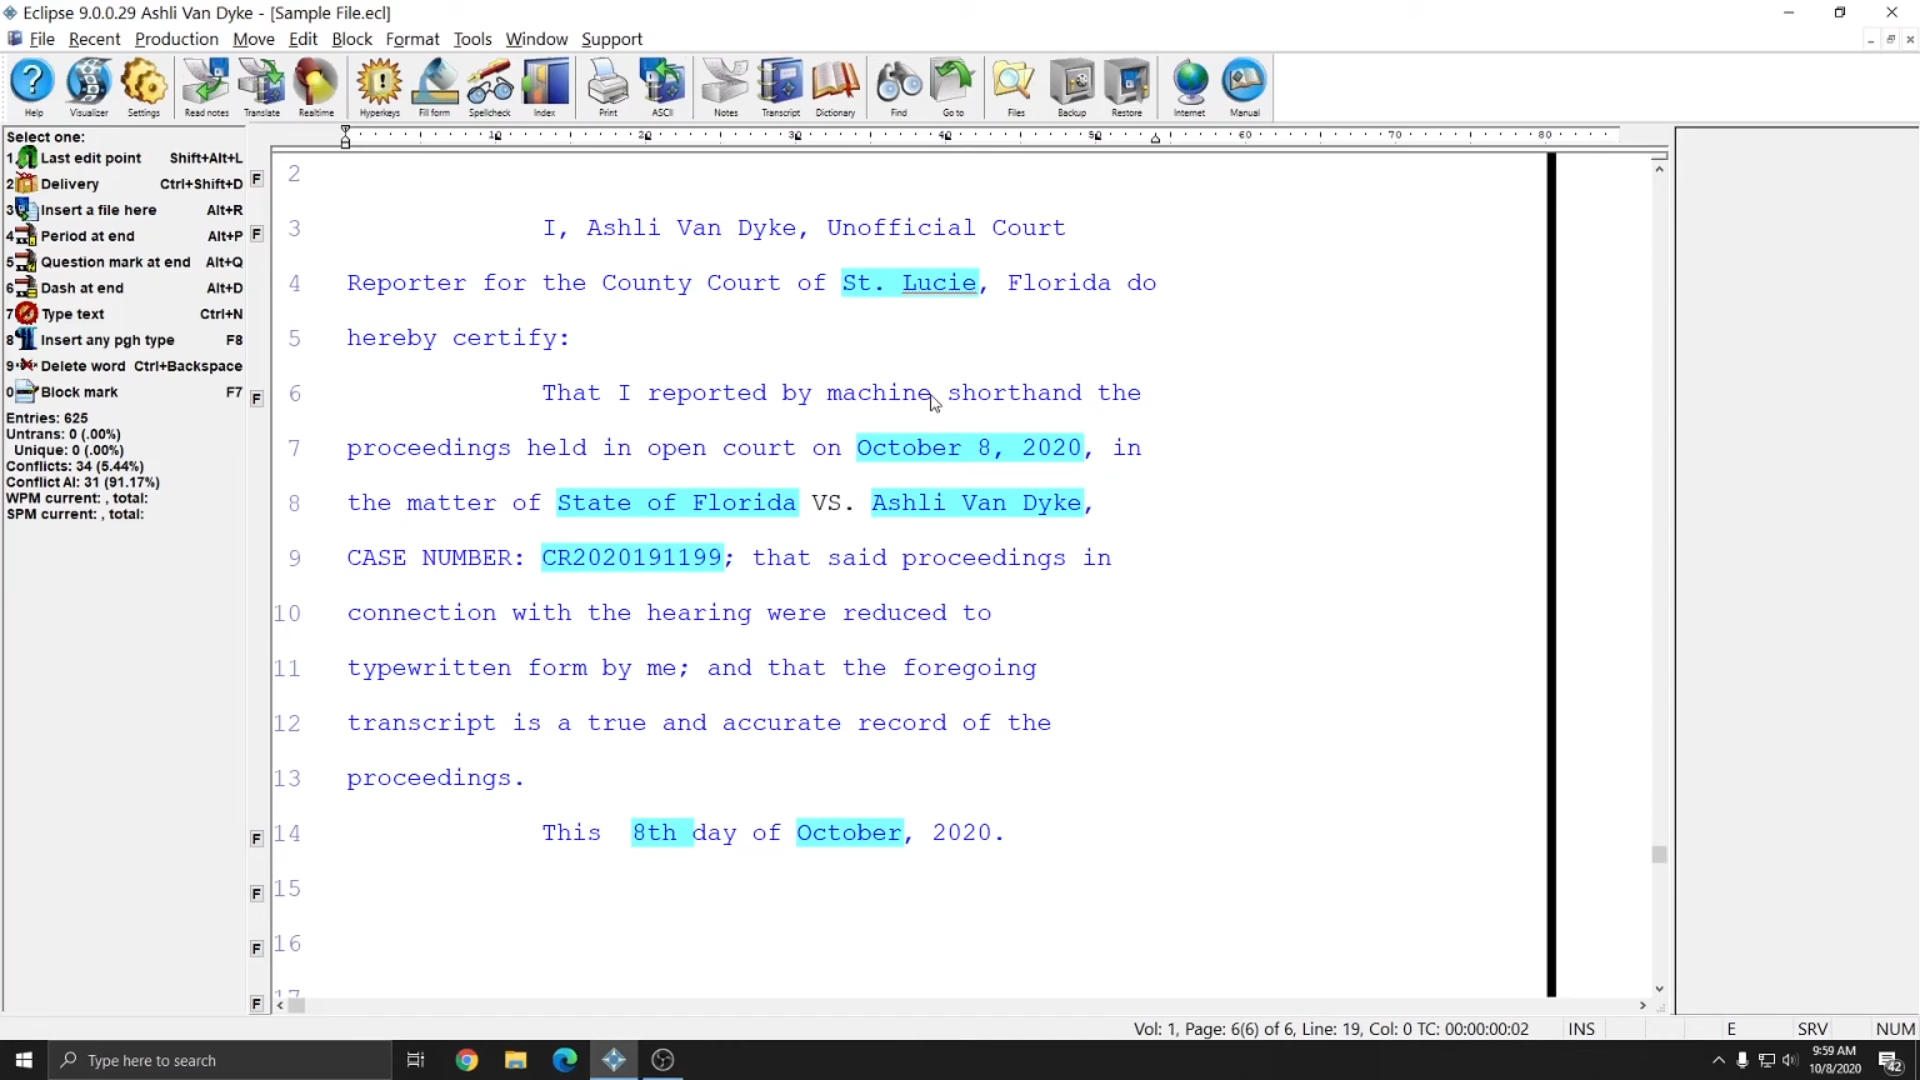 Eclipse 9.0.0.29 Ashli Van Dyke - [Sample File.ecl]
File Recent Production Move Edit Block Format Tools Window Support
Help Visualizer Settings Read notes Translate Realtime Hyperkeys Fill form Spellcheck Index Print ASCII Notes Transcript Dictionary Find Go to Files Backup Restore Internet Manual
Select one:
1 Last edit point Shift+Alt+L
2 Delivery Ctrl+Shift+D
3 Insert a file here Alt+R
4 Period at end Alt+P
5 Question mark at end Alt+Q
6 Dash at end Alt+D
7 Type text Ctrl+N
8 Insert any pgh type F8
9 Delete word Ctrl+Backspace
0 Block mark F7
Entries: 625
Untrans: 0 (.00%)
Unique: 0 (.00%)
Conflicts: 34 (5.44%)
Conflict AI: 31 (91.17%)
WPM current: , total:
SPM current: , total:
10 20 30 40 50 60 70 80
F 2
F 3 I, Ashli Van Dyke, Unofficial Court
4 Reporter for the County Court of St. Lucie, Florida do
5 hereby certify:
F 6 That I reported by machine shorthand the
7 proceedings held in open court on October 8, 2020, in
8 the matter of State of Florida VS. Ashli Van Dyke,
9 CASE NUMBER: CR2020191199; that said proceedings in
10 connection with the hearing were reduced to
11 typewritten form by me; and that the foregoing
12 transcript is a true and accurate record of the
13 proceedings.
F 14 This 8th day of October, 2020.
F 15
F 16
F 17
Vol: 1, Page: 6(6) of 6, Line: 19, Col: 0 TC: 00:00:00:02 INS E SRV NUM
Type here to search
9:59 AM
10/8/2020
42